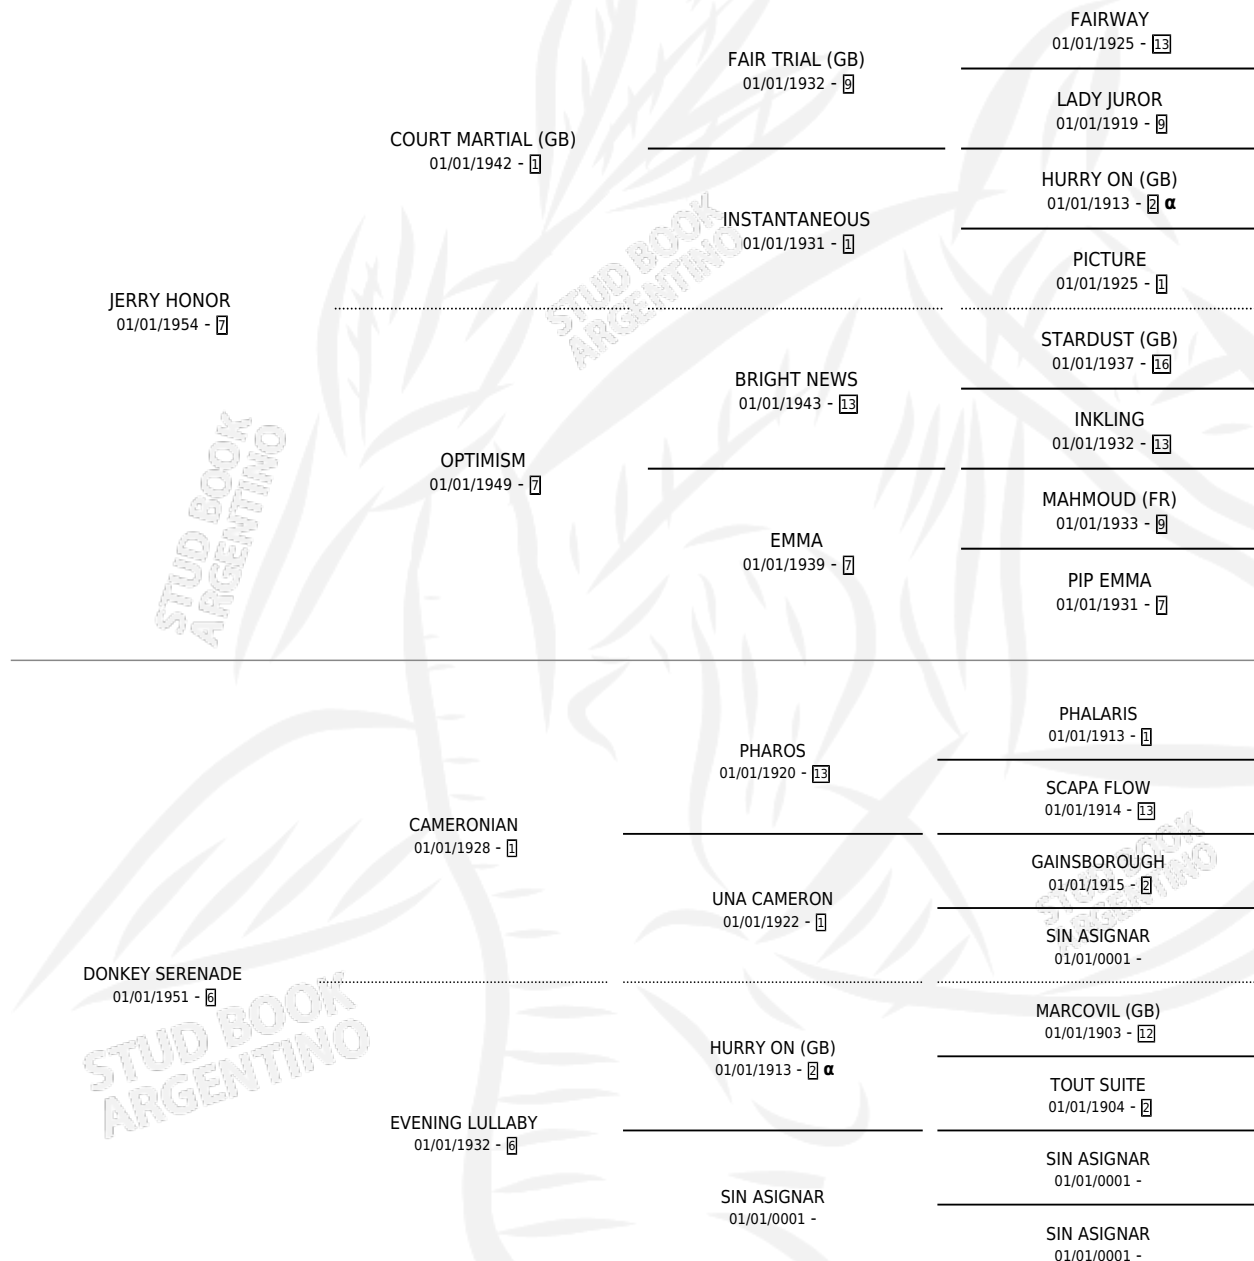 FAIRWAY
01/01/1925 - 13
FAIR TRIAL (GB)
01/01/1932 - 9
LADY JUROR
01/01/1919 - 9
COURT MARTIAL (GB)
01/01/1942 - 1
HURRY ON (GB)
01/01/1913 - 2 α
INSTANTANEOUS
01/01/1931 - 1
PICTURE
01/01/1925 - 1
JERRY HONOR
01/01/1954 - 7
STUD BOOK
ARGENTINO
STARDUST (GB)
01/01/1937 - 16
BRIGHT NEWS
01/01/1943 - 13
INKLING
01/01/1932 - 13
OPTIMISM
01/01/1949 - 7
MAHMOUD (FR)
01/01/1933 - 9
EMMA
01/01/1939 - 7
PIP EMMA
01/01/1931 - 7
STUD BOOK
ARGENTINO
PHALARIS
01/01/1913 - 1
PHAROS
01/01/1920 - 13
SCAPA FLOW
01/01/1914 - 13
CAMERONIAN
01/01/1928 - 1
GAINSBOROUGH
01/01/1915 - 2
UNA CAMERON
01/01/1922 - 1
SIN ASIGNAR
01/01/0001 -
STUD BOOK
ARGENTINO
DONKEY SERENADE
01/01/1951 - 6
MARCOVIL (GB)
01/01/1903 - 12
HURRY ON (GB)
01/01/1913 - 2 α
TOUT SUITE
01/01/1904 - 2
EVENING LULLABY
01/01/1932 - 6
SIN ASIGNAR
01/01/0001 -
SIN ASIGNAR
01/01/0001 -
SIN ASIGNAR
01/01/0001 -
STUD BOOK
ARGENTINO